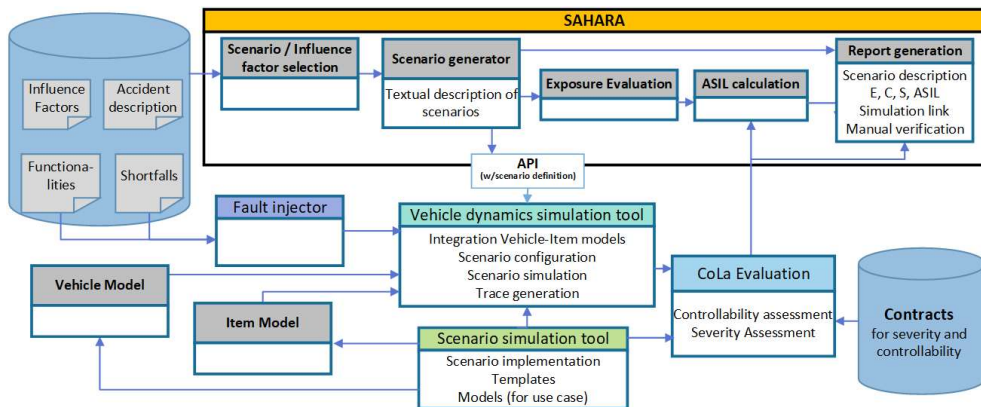 SAHARA
Influence
Factors
Accident
description
Functiona-
lities
Shortfalls
Scenario / Influence
factor selection
Scenario generator
Textual description of
scenarios
Exposure Evaluation
ASIL calculation
Report generation
Scenario description
E, C, S, ASIL
Simulation link
Manual verification
API
(w/scenario definition)
Fault injector
Vehicle dynamics simulation tool
Integration Vehicle-Item models
Scenario configuration
Scenario simulation
Trace generation
Vehicle Model
Item Model
CoLa Evaluation
Controllability assessment
Severity Assessment
Contracts
for severity and
controllability
Scenario simulation tool
Scenario implementation
Templates
Models (for use case)